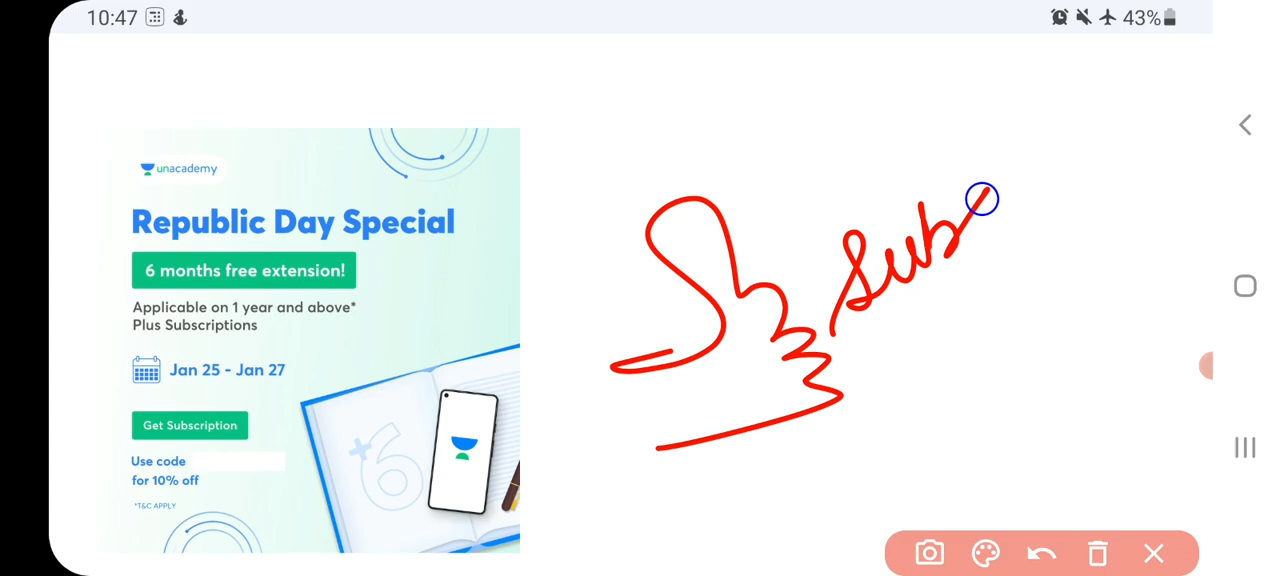 10:47
43%
unacademy
Republic Day Special
6 months free extension!
Applicable on 1 year and above*
Plus Subscriptions
Jan 25 - Jan 27
Get Subscription
Use code
for 10% off
*T&C APPLY
+6
Sub